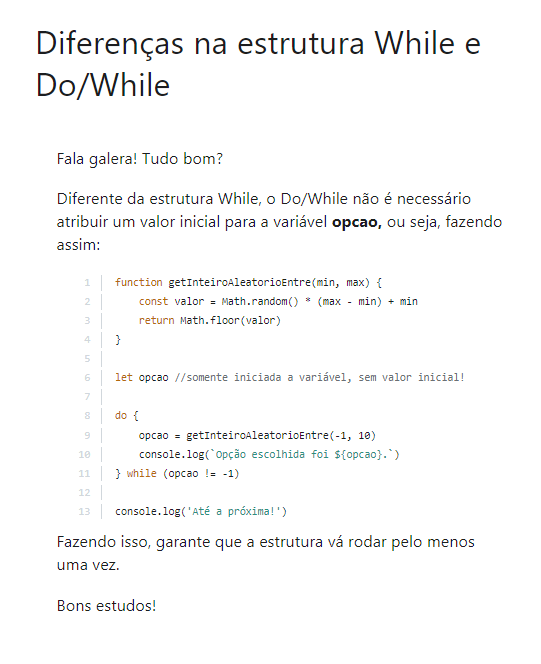 Diferenças na estrutura While e
Do/While
Fala galera! Tudo bom?
Diferente da estrutura While, o Do/While não é necessário
atribuir um valor inicial para a variável opcao, ou seja, fazendo
assim:
1 function getInteiroAleatorioEntre(min, max) {
2 const valor = Math.random() * (max - min) + min
3 return Math.floor(valor)
4 }
5
6 let opcao //somente iniciada a variável, sem valor inicial!
7
8 do {
9 opcao = getInteiroAleatorioEntre(-1, 10)
10 console.log(`Opção escolhida foi ${opcao}.`)
11 } while (opcao != -1)
12
13 console.log('Até a próxima!')
Fazendo isso, garante que a estrutura vá rodar pelo menos
uma vez.
Bons estudos!